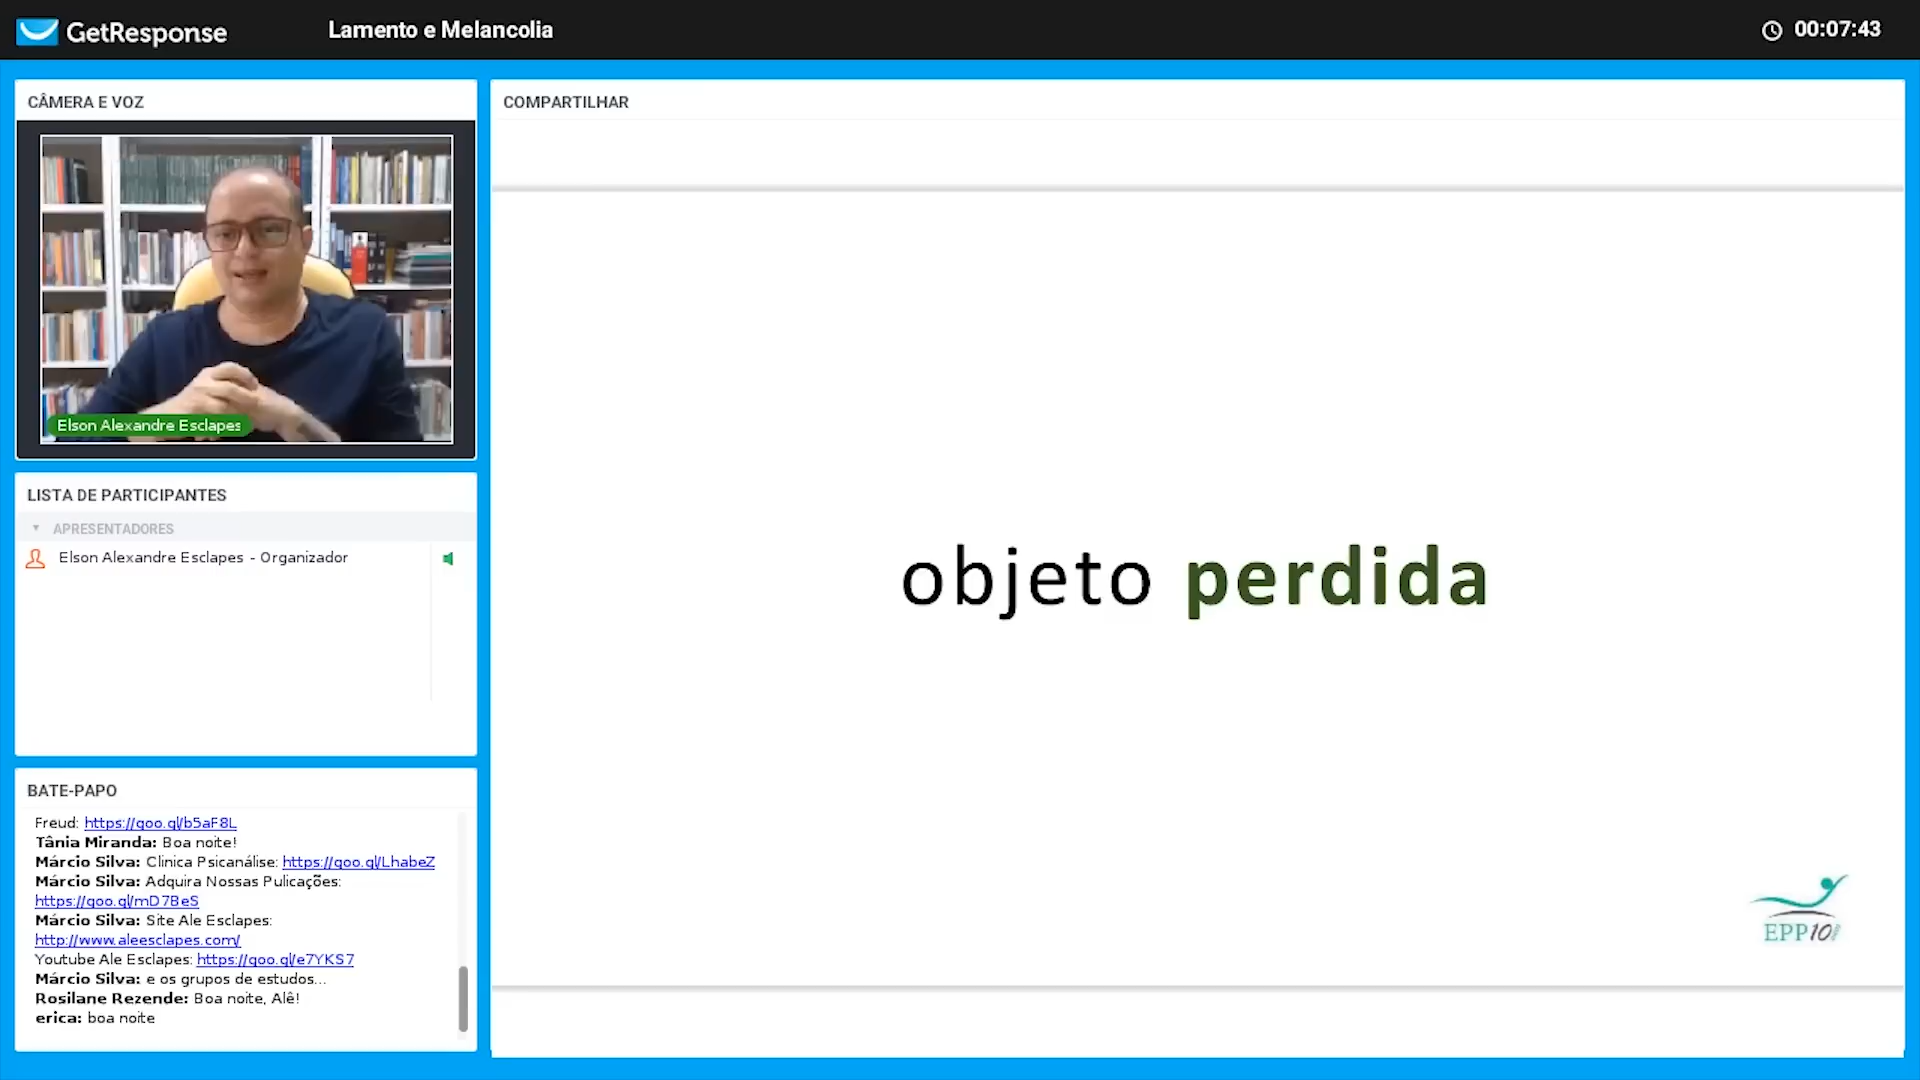 GetResponse
Lamento e Melancolia
00:07:43
CÂMERA E VOZ
Elson Alexandre Esclapes
LISTA DE PARTICIPANTES
APRESENTADORES
Elson Alexandre Esclapes - Organizador
BATE-PAPO
Freud: https://goo.gl/b5aF8L
Tânia Miranda: Boa noite!
Márcio Silva: Clinica Psicanálise: https://goo.gl/LhabeZ
Márcio Silva: Adquira Nossas Pulicações:
https://goo.gl/mD7BeS
Márcio Silva: Site Ale Esclapes:
http://www.aleesclapes.com/
Youtube Ale Esclapes: https://goo.gl/e7YKS7
Márcio Silva: e os grupos de estudos...
Rosilane Rezende: Boa noite, Alê!
erica: boa noite
COMPARTILHAR
objeto perdida
EPP10